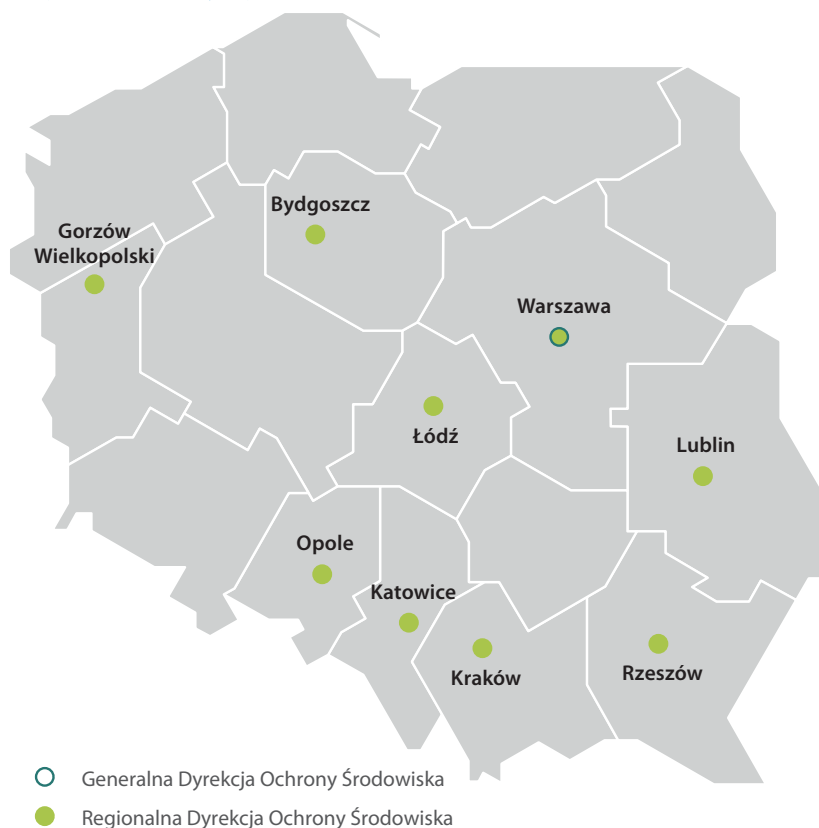 Bydgoszcz
Gorzów
Wielkopolski
Warszawa
Łódź
Lublin
Opole
Katowice
Kraków
Rzeszów
Generalna Dyrekcja Ochrony Środowiska
Regionalna Dyrekcja Ochrony Środowiska